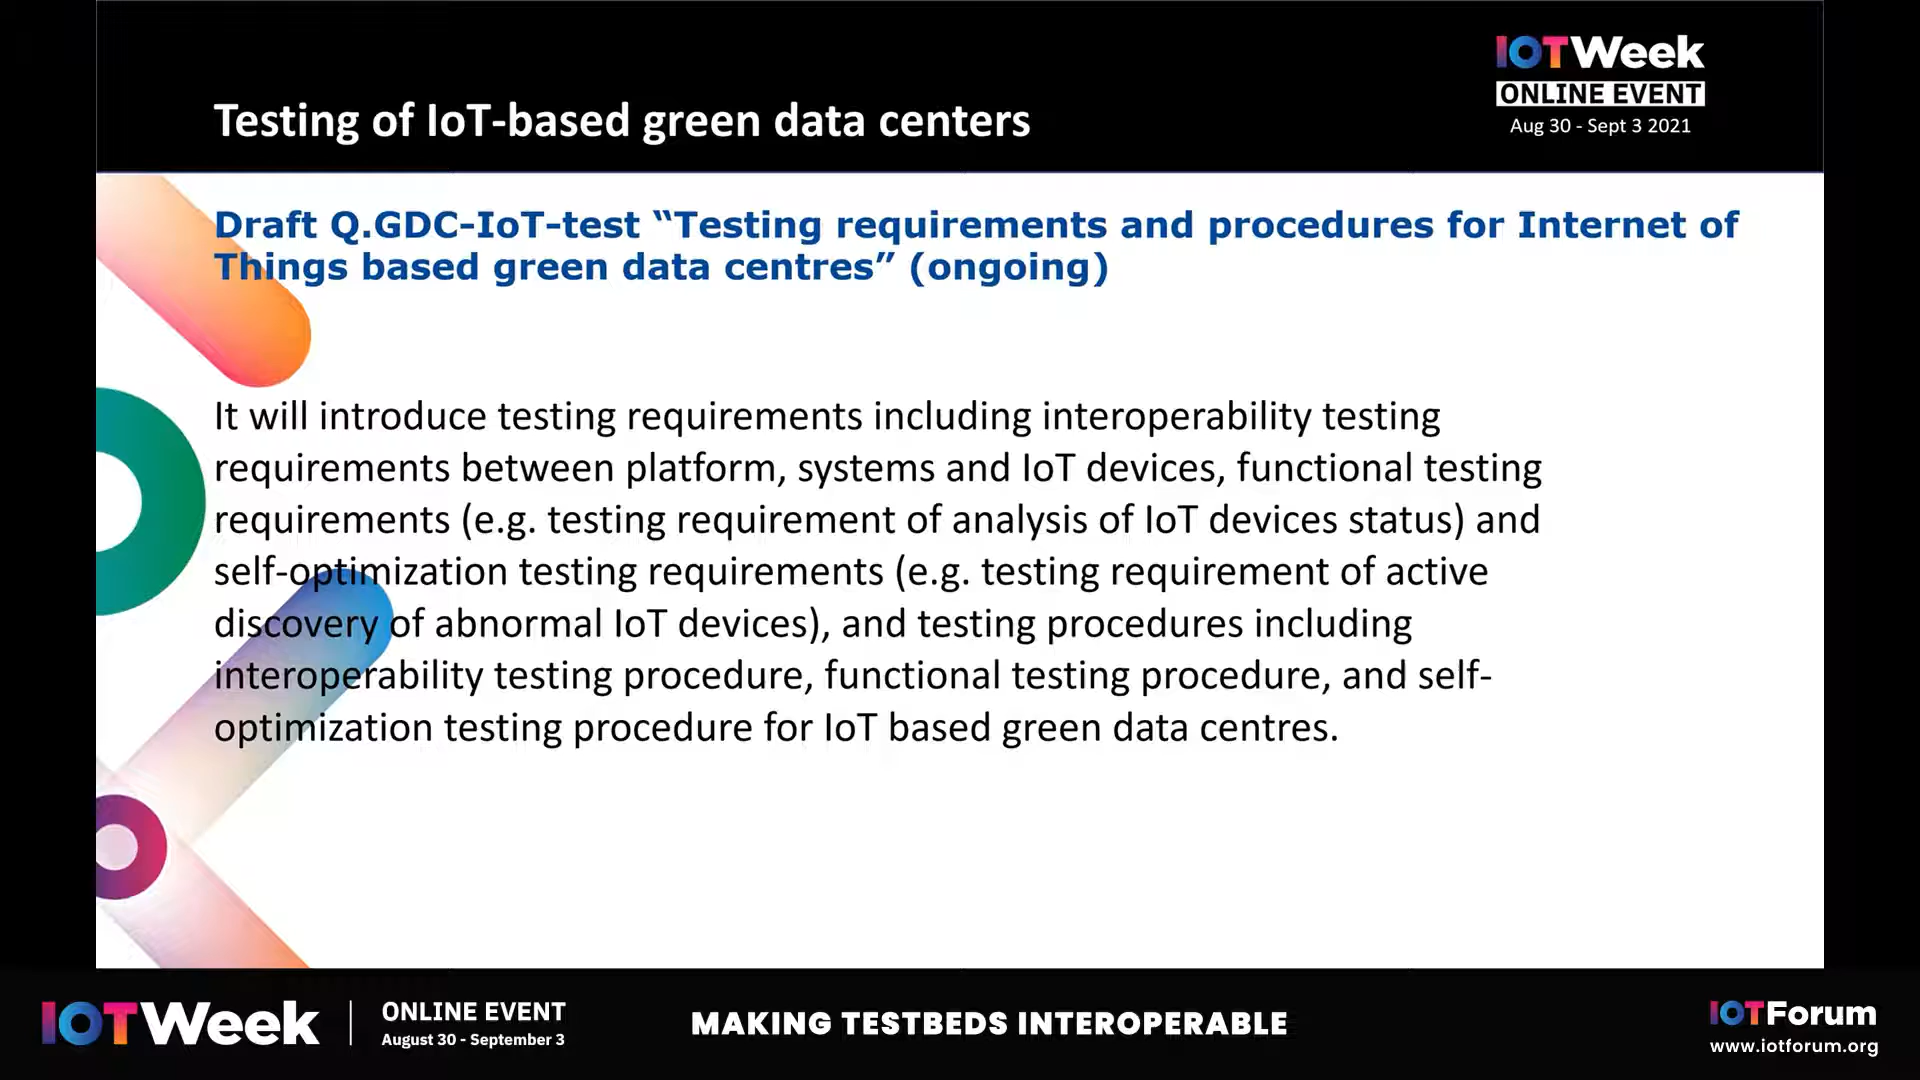 IOTWeek
ONLINE EVENT
Aug 30 - Sept 3 2021
Testing of IoT-based green data centers
Draft Q.GDC-IoT-test “Testing requirements and procedures for Internet of
Things based green data centres” (ongoing)
It will introduce testing requirements including interoperability testing
requirements between platform, systems and IoT devices, functional testing
requirements (e.g. testing requirement of analysis of IoT devices status) and
self-optimization testing requirements (e.g. testing requirement of active
discovery of abnormal IoT devices), and testing procedures including
interoperability testing procedure, functional testing procedure, and self-
optimization testing procedure for IoT based green data centres.
IOTWeek
ONLINE EVENT
August 30 - September 3
MAKING TESTBEDS INTEROPERABLE
IOTForum
www.iotforum.org